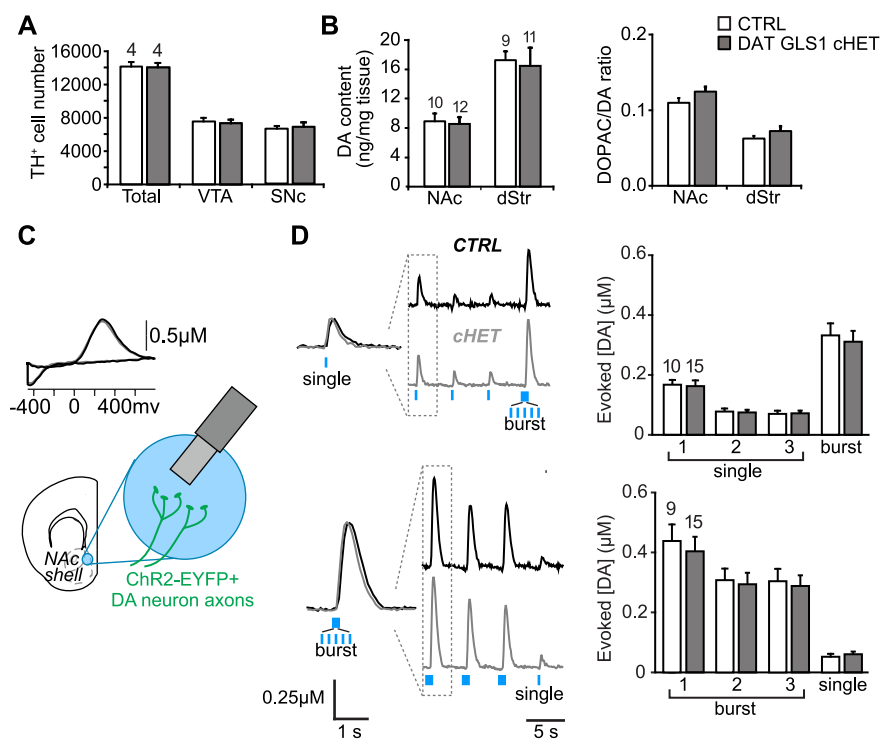 A
TH+ cell number
16000
12000
8000
4000
0
4 4
Total VTA SNc
B
DA content
(ng/mg tissue)
20
16
12
8
4
0
10 12 9 11
NAc dStr
CTRL
DAT GLS1 cHET
DOPAC/DA ratio
0.2
0.1
0.0
NAc dStr
C
0.5µM
-400 0 400mv
NAc
shell
ChR2-EYFP+
DA neuron axons
D
CTRL
cHET
single
burst
Evoked [DA] (µM)
0.6
0.4
0.2
0
10 15
1 2 3 burst
single
burst
single
0.25µM
1 s
5 s
Evoked [DA] (µM)
0.6
0.4
0.2
0
9 15
1 2 3 single
burst